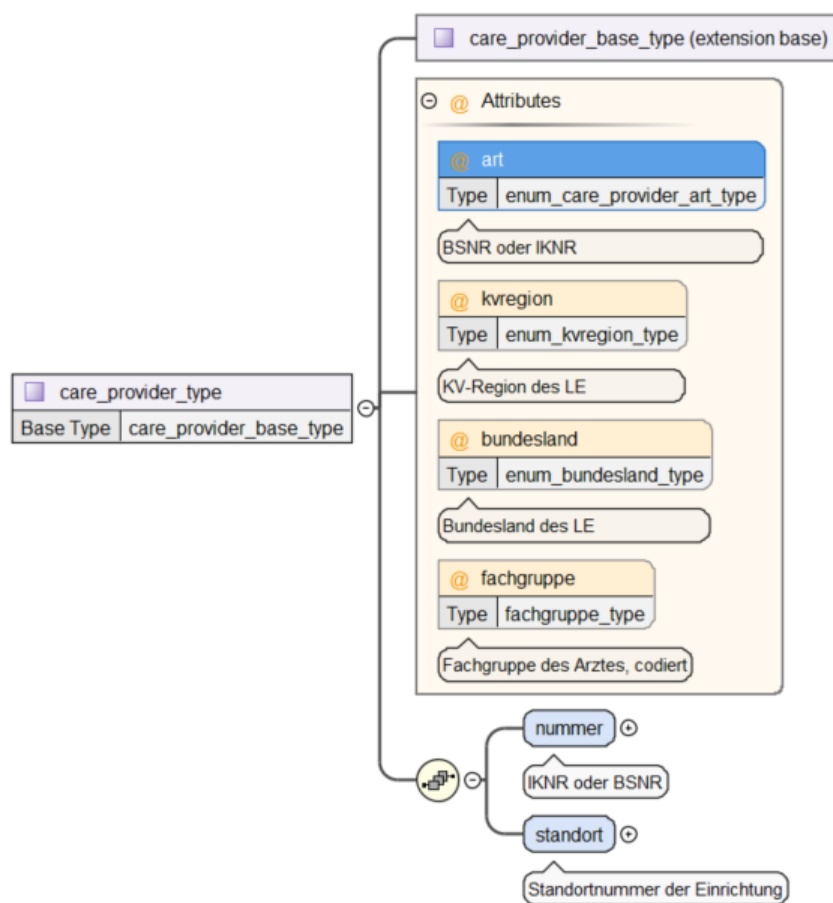 care_provider_base_type (extension base)
@ Attributes
@ art
Type enum_care_provider_art_type
BSNR oder IKNR
@ kvregion
Type enum_kvregion_type
KV-Region des LE
care_provider_type
Base Type care_provider_base_type
@ bundesland
Type enum_bundesland_type
Bundesland des LE
@ fachgruppe
Type fachgruppe_type
Fachgruppe des Arztes, codiert
nummer
IKNR oder BSNR
standort
Standortnummer der Einrichtung